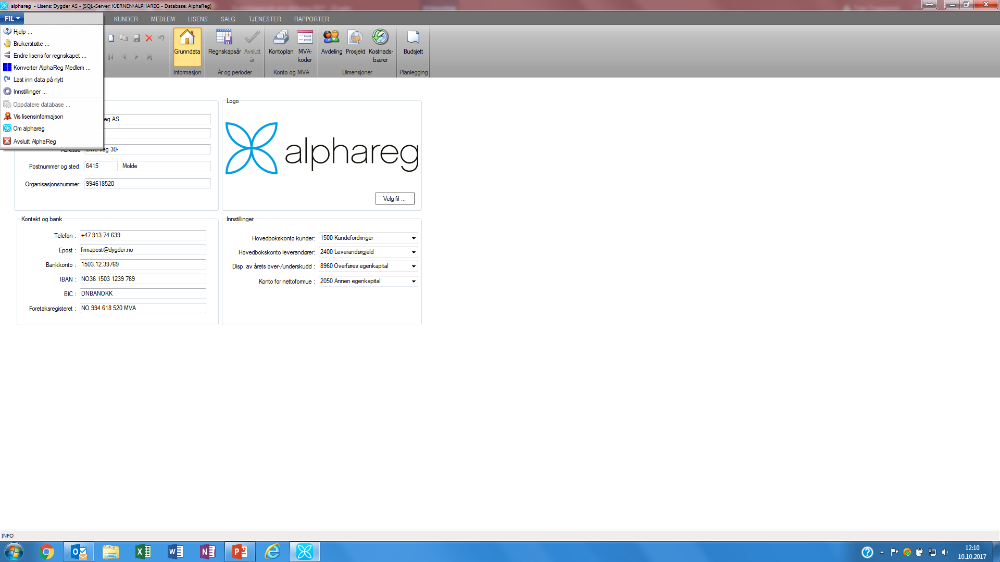 alphareg - Lisens: Dygder AS - [SQL-Server: KJERNEN\ALPHAREG - Database: AlphaReg]
FIL KUNDER MEDLEM LISENS SALG TJENESTER RAPPORTER
Hjelp ...
Brukerstøtte ...
Endre lisens for regnskapet ...
Konverter AlphaReg Medlem ...
Last inn data på nytt
Innstillinger ...
Oppdatere database ...
Vis lisensinformajson
Om alphareg
Avslutt AlphaReg
Grunndata
Informasjon
Regnskapsår Avslutt år
År og perioder
Kontoplan MVA-koder
Konto og MVA
Avdeling Prosjekt Kostnads-bærer
Dimensjoner
Budsjett
Planlegging
eg AS
Adresse Øvre veg 30-
Postnummer og sted: 6415 Molde
Organisasjonsnummer: 994618520
Logo
alphareg
Velg fil ...
Kontakt og bank
Telefon : +47 913 74 639
Epost : firmapost@dygder.no
Bankkonto : 1503.12.39769
IBAN : NO36 1503 1239 769
BIC : DNBANOKK
Foretaksregisteret : NO 994 618 520 MVA
Innstillinger
Hovedbokskonto kunder: 1500 Kundefordringer
Hovedbokskonto leverandører: 2400 Leverandørgjeld
Disp. av årets over-/underskudd : 8960 Overføres egenkapital
Konto for nettoformue : 2050 Annen egenkapital
INFO
12:10
10.10.2017